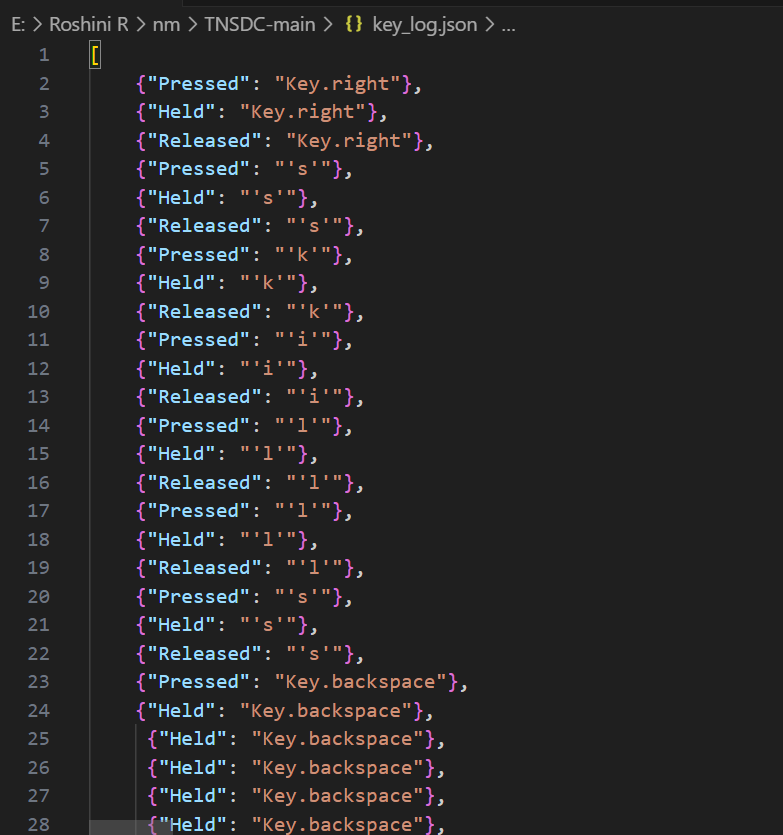 E: > Roshini R > nm > TNSDC-main > {} key_log.json > ...
1 [
2 {"Pressed": "Key.right"},
3 {"Held": "Key.right"},
4 {"Released": "Key.right"},
5 {"Pressed": "'s'"},
6 {"Held": "'s'"},
7 {"Released": "'s'"},
8 {"Pressed": "'k'"},
9 {"Held": "'k'"},
10 {"Released": "'k'"},
11 {"Pressed": "'i'"},
12 {"Held": "'i'"},
13 {"Released": "'i'"},
14 {"Pressed": "'l'"},
15 {"Held": "'l'"},
16 {"Released": "'l'"},
17 {"Pressed": "'l'"},
18 {"Held": "'l'"},
19 {"Released": "'l'"},
20 {"Pressed": "'s'"},
21 {"Held": "'s'"},
22 {"Released": "'s'"},
23 {"Pressed": "Key.backspace"},
24 {"Held": "Key.backspace"},
25 {"Held": "Key.backspace"},
26 {"Held": "Key.backspace"},
27 {"Held": "Key.backspace"},
28 {"Held": "Key.backspace"},